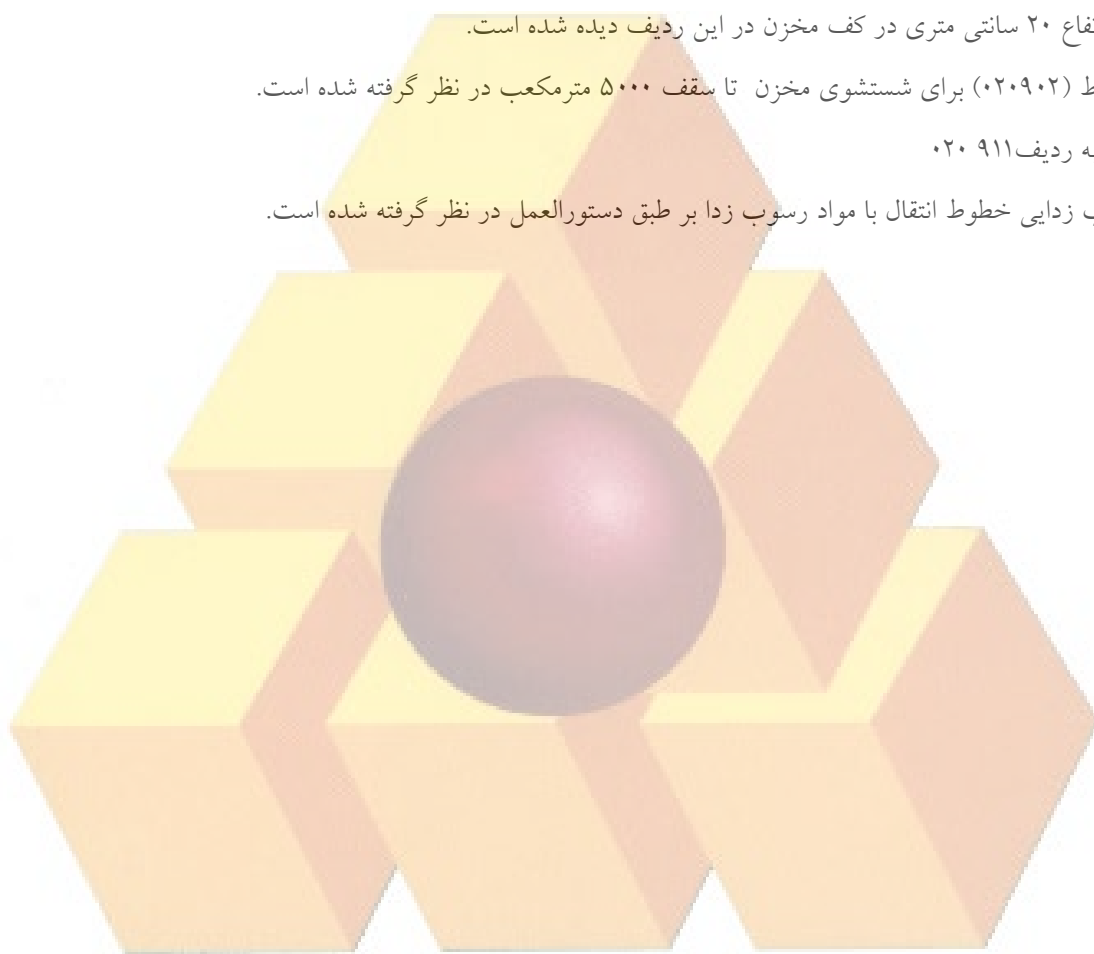 ۲۰ سانتی متری در کف مخزن در این ردیف دیده شده است.
(۰۲۰۹۰۲) برای شستشوی مخزن تا سقف ۵۰۰۰ مترمکعب در نظر گرفته شده است.
ردیف۹۱۱ ۰۲۰
زدایی خطوط انتقال با مواد رسوب زدا بر طبق دستورالعمل در نظر گرفته شده است.